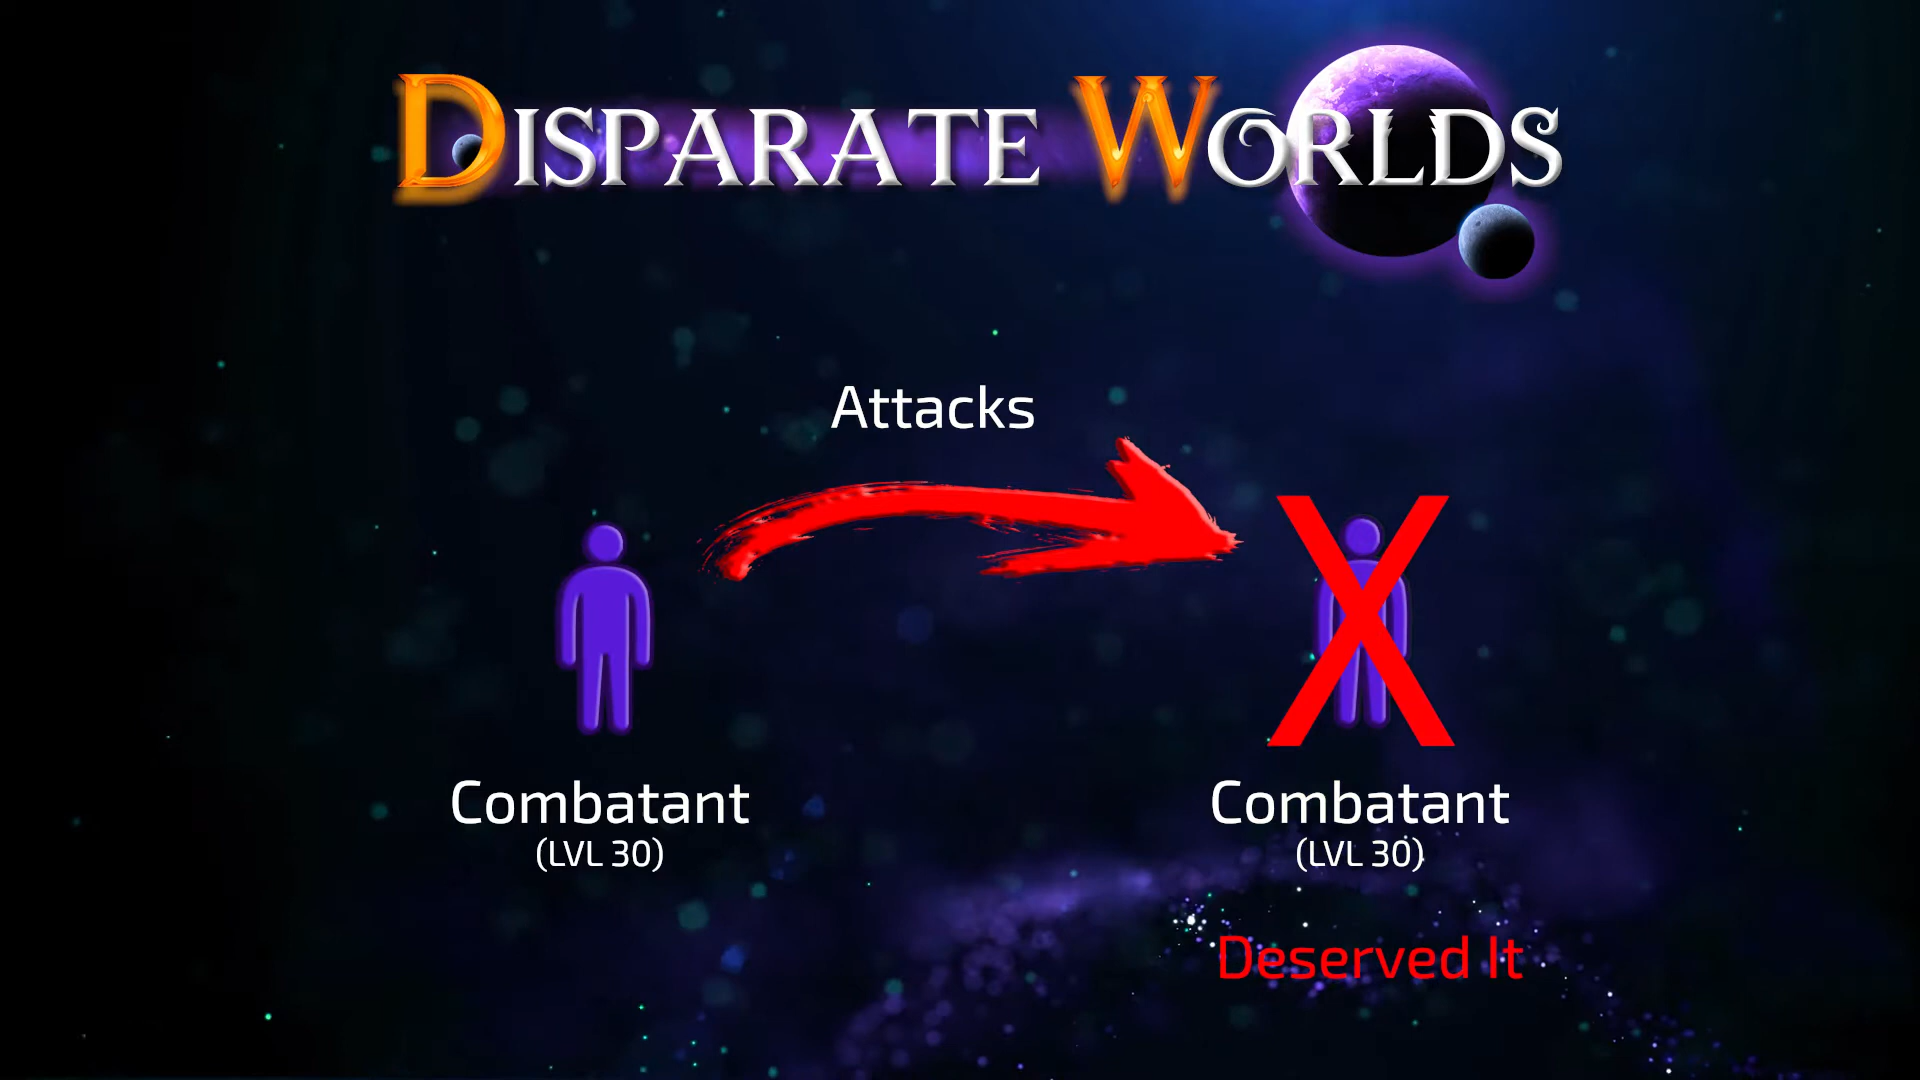 Disparate Worlds
Attacks
Combatant
(LVL 30)
Combatant
(LVL 30)
Deserved It